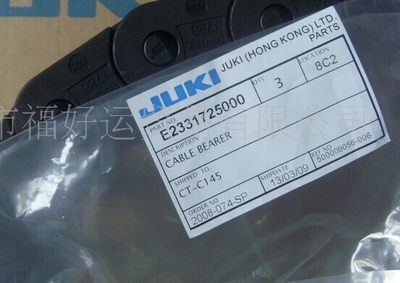 JUKI
JUKI (HONG KONG) LTD.
PARTS
PART NO
E2331725000
QTY
3
LOCATION
8C2
DESCRIPTION
CABLE BEARER
SHIPPED TO
CT-C145
ORDER NO
2008-074-SP
SHIPDATE
13/03/09
REF NO
500009056-006
市福好运 有限公司